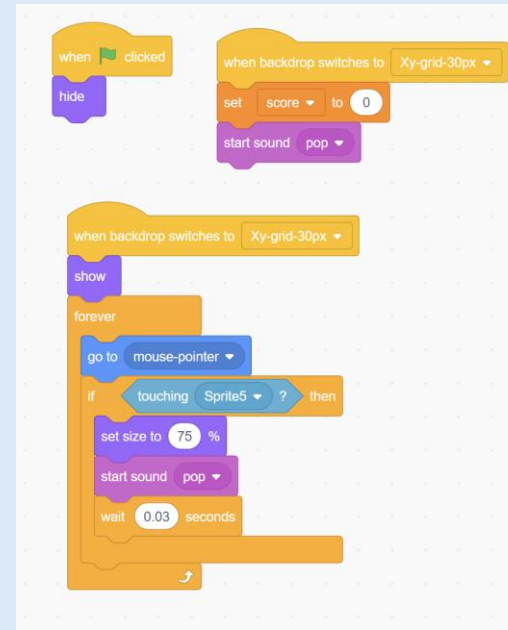 when clicked
hide
when backdrop switches to Xy-grid-30px
set score to 0
start sound pop
when backdrop switches to Xy-grid-30px
show
forever
go to mouse-pointer
if touching Sprite5 ? then
set size to 75 %
start sound pop
wait 0.03 seconds